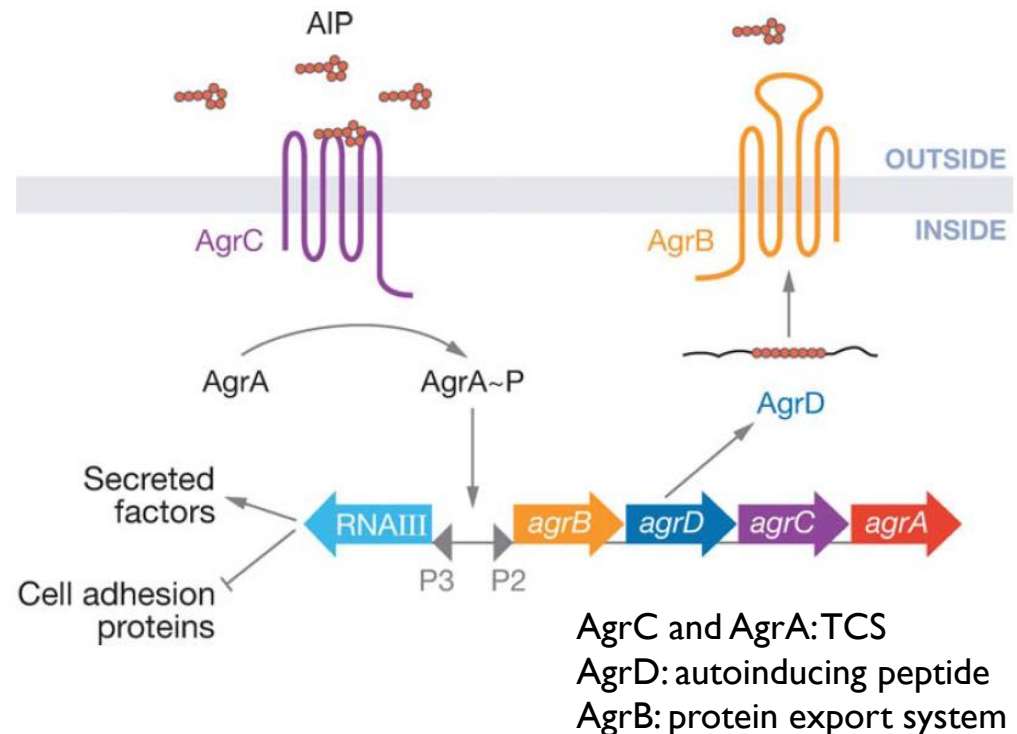 AIP
OUTSIDE
INSIDE
AgrC
AgrB
AgrA
AgrA~P
AgrD
Secreted
factors
RNAIII
agrB
agrD
agrC
agrA
P3
P2
Cell adhesion
proteins
AgrC and AgrA: TCS
AgrD: autoinducing peptide
AgrB: protein export system